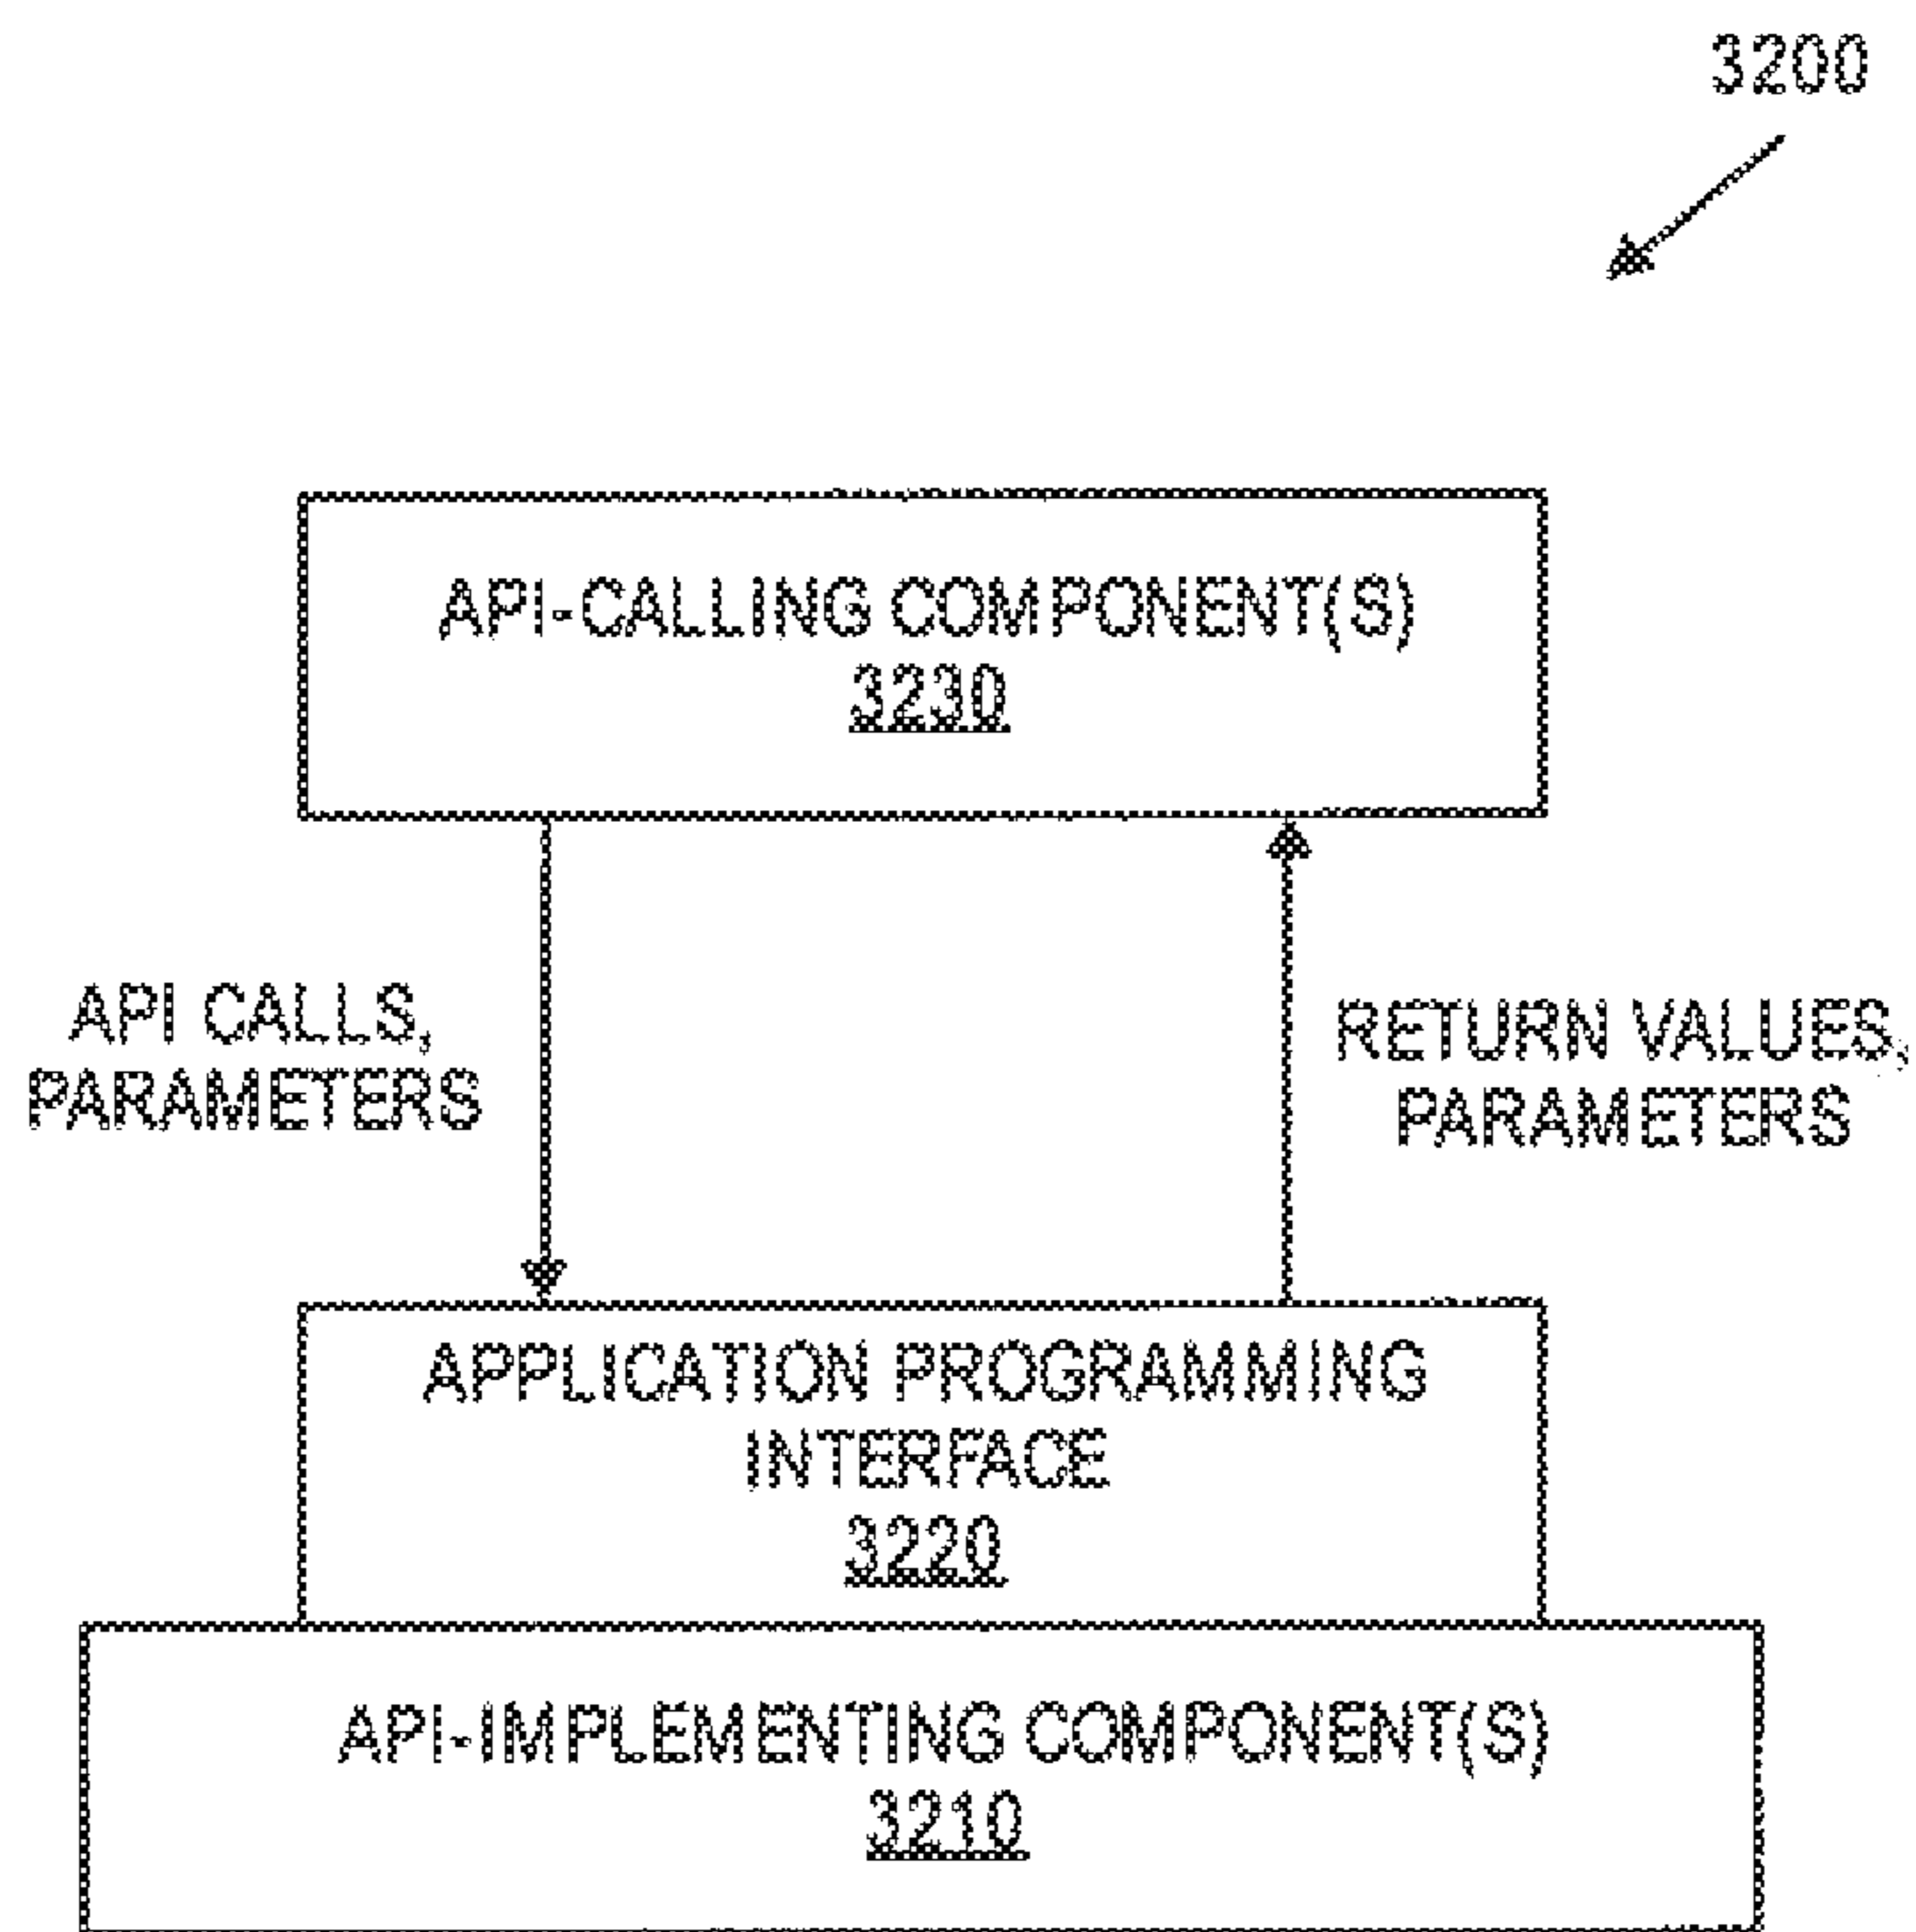 3200
API-CALLING COMPONENT(S)
3230
API CALLS,
PARAMETERS
RETURN VALUES,
PARAMETERS
APPLICATION PROGRAMMING
INTERFACE
3220
API-IMPLEMENTING COMPONENT(S)
3210